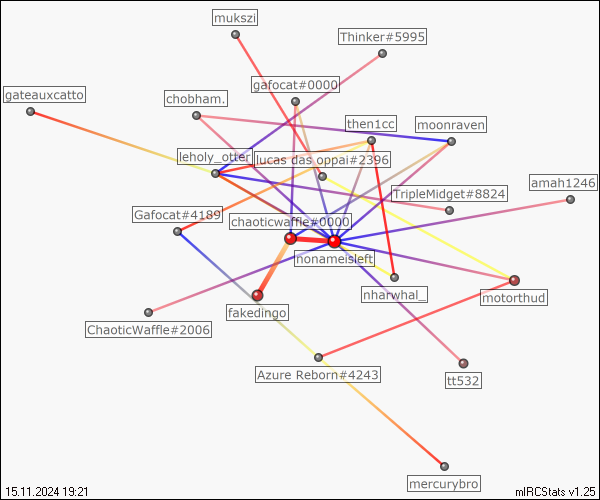 mukszi
Thinker#5995
gafocat#0000
gateauxcatto
chobham.
then1cc
moonraven
leholy_otter
lucas das oppai#2396
amah1246
TripleMidget#8824
Gafocat#4189
chaoticwaffle#0000
nonameisleft
nharwhal_
motorthud
fakedingo
ChaoticWaffle#2006
Azure Reborn#4243
tt532
mercurybro
15.11.2024 19:21
mIRCStats v1.25